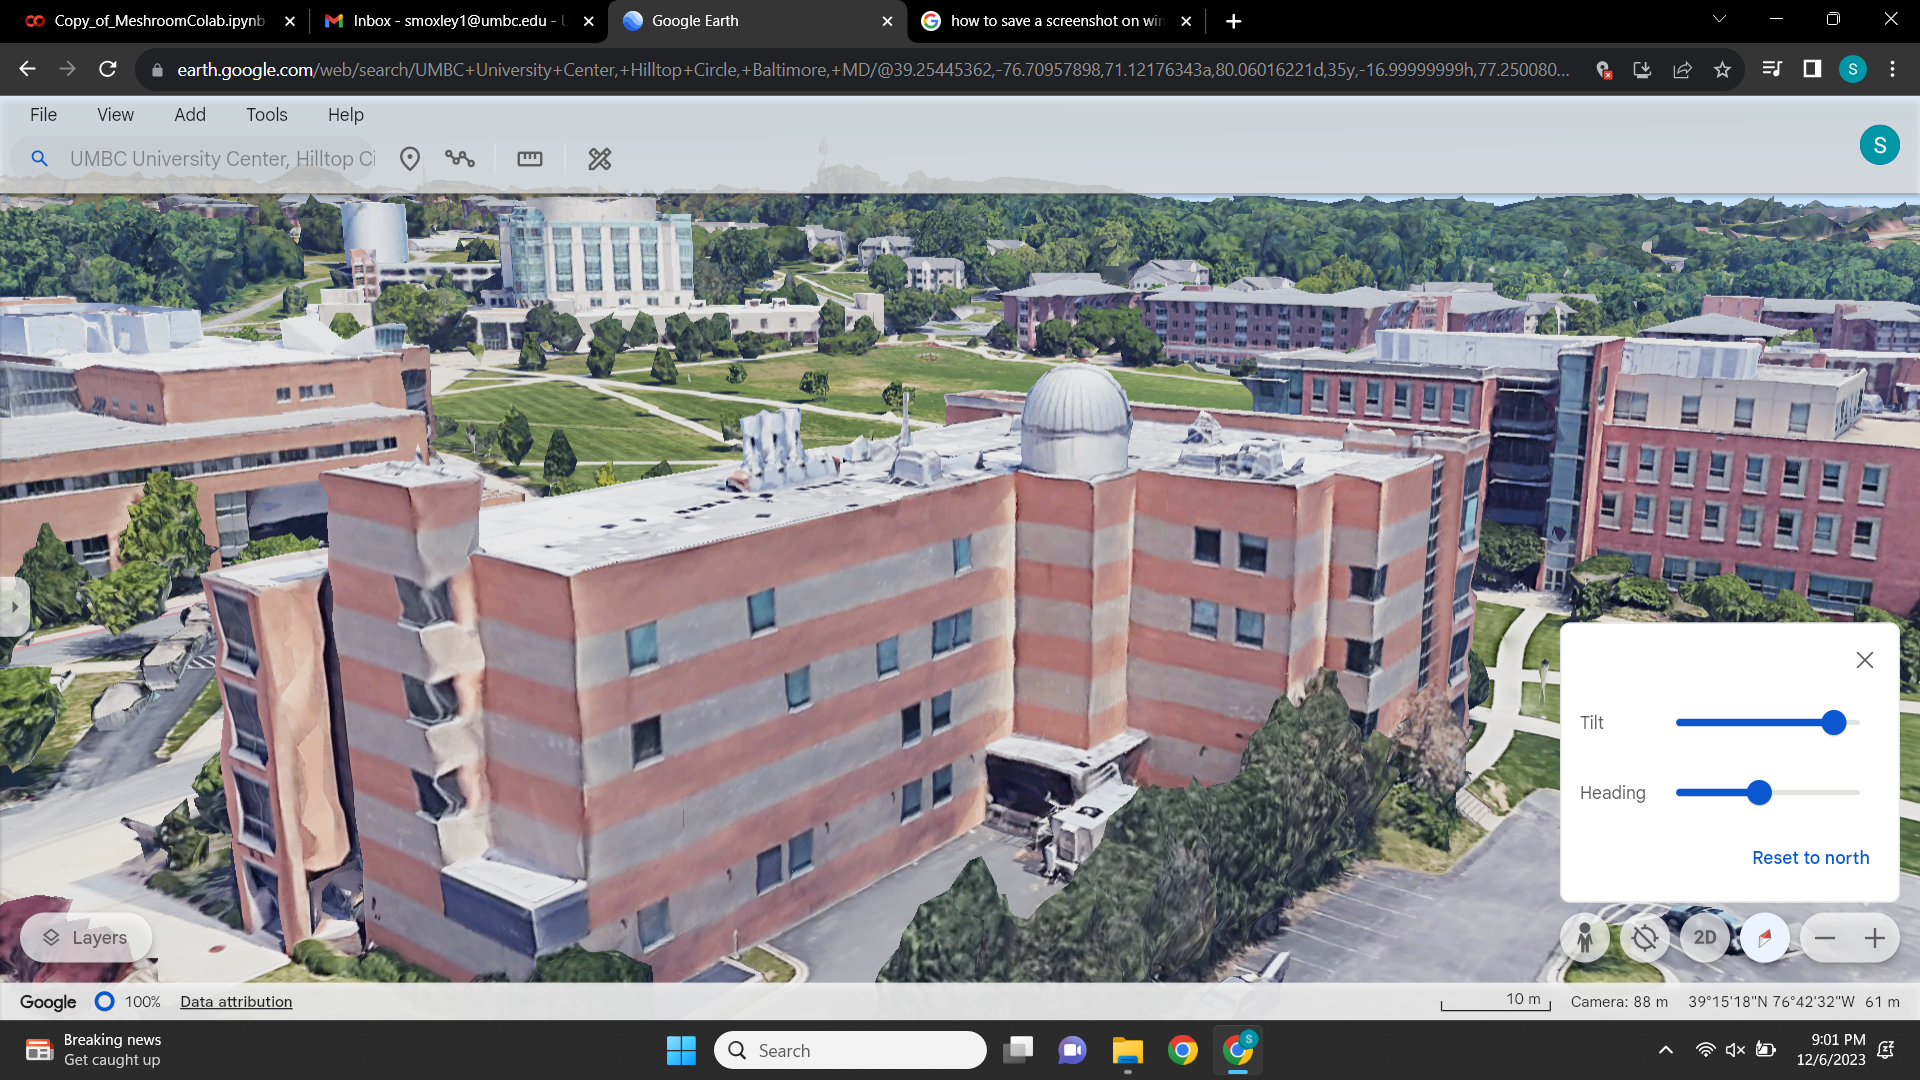 Copy_of_MeshroomColab.ipynb
Inbox - smoxley1@umbc.edu - U
Google Earth
how to save a screenshot on win
earth.google.com/web/search/UMBC+University+Center,+Hilltop+Circle,+Baltimore,+MD/@39.25445362,-76.70957898,71.12176343a,80.06016221d,35y,-16.99999999h,77.250080...
S
File View Add Tools Help
UMBC University Center, Hilltop Ci
S
Tilt
Heading
Reset to north
Layers
2D
Google 100% Data attribution
10 m Camera: 88 m 39°15'18"N 76°42'32"W 61 m
Breaking news
Get caught up
Search
S
9:01 PM
12/6/2023